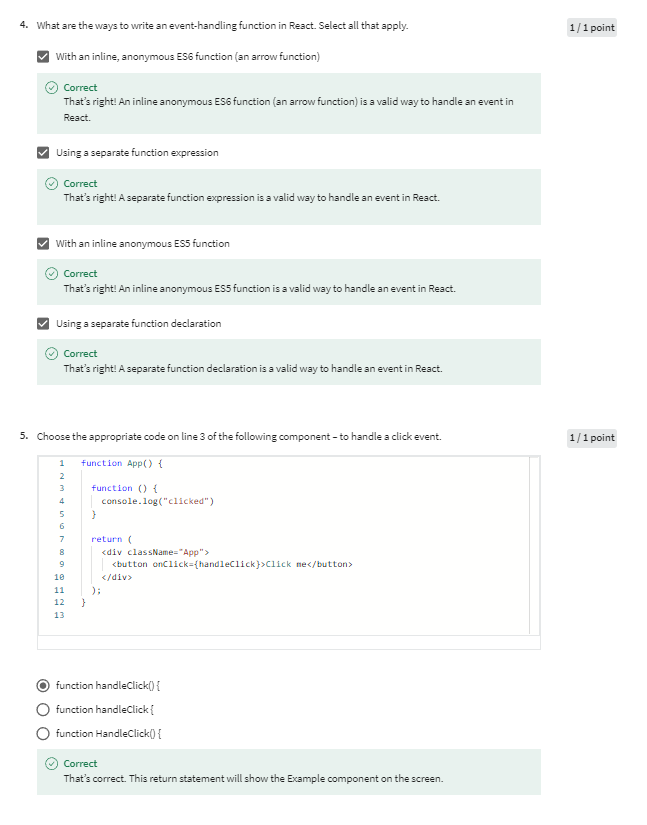 4. What are the ways to write an event-handling function in React. Select all that apply.
1 / 1 point
With an inline, anonymous ES6 function (an arrow function)
Correct
That's right! An inline anonymous ES6 function (an arrow function) is a valid way to handle an event in
React.
Using a separate function expression
Correct
That's right! A separate function expression is a valid way to handle an event in React.
With an inline anonymous ES5 function
Correct
That's right! An inline anonymous ES5 function is a valid way to handle an event in React.
Using a separate function declaration
Correct
That's right! A separate function declaration is a valid way to handle an event in React.
5. Choose the appropriate code on line 3 of the following component – to handle a click event.
1 / 1 point
1 function App() {
2
3 function () {
4 console.log("clicked")
5 }
6
7 return (
8 <div className="App">
9 <button onClick={handleClick}>Click me</button>
10 </div>
11 );
12 }
13
function handleClick() {
function handleClick {
function HandleClick() {
Correct
That's correct. This return statement will show the Example component on the screen.